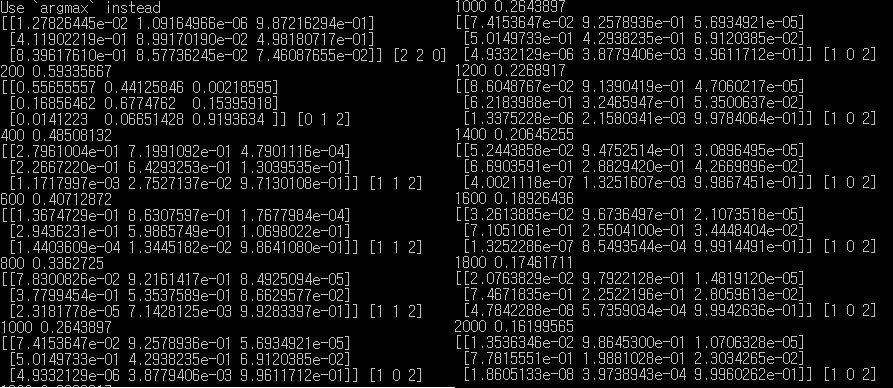 Use `argmax` instead
[[1.27826445e-02 1.09164966e-06 9.87216294e-01]
 [4.11902219e-01 8.99170190e-02 4.98180717e-01]
 [8.39617610e-01 8.57736245e-02 7.46087655e-02]] [2 2 0]
200 0.59335667
[[0.55655557 0.44125846 0.00218595]
 [0.16856462 0.6774762  0.15395918]
 [0.0141223  0.06651428 0.9193634 ]] [0 1 2]
400 0.48508132
[[2.7961004e-01 7.1991092e-01 4.7901116e-04]
 [2.2667220e-01 6.4293253e-01 1.3039535e-01]
 [1.1717997e-03 2.7527137e-02 9.7130108e-01]] [1 1 2]
600 0.40712872
[[1.3674729e-01 8.6307597e-01 1.7677984e-04]
 [2.9436231e-01 5.9865749e-01 1.0698022e-01]
 [1.4403609e-04 1.3445182e-02 9.8641080e-01]] [1 1 2]
800 0.3362725
[[7.8300826e-02 9.2161417e-01 8.4925094e-05]
 [3.7799454e-01 5.3537589e-01 8.6629577e-02]
 [2.3181778e-05 7.1428125e-03 9.9283397e-01]] [1 1 2]
1000 0.2643897
[[7.4153647e-02 9.2578936e-01 5.6934921e-05]
 [5.0149733e-01 4.2938235e-01 6.9120385e-02]
 [4.9332126e-06 3.8779406e-03 9.9611712e-01]] [1 0 2]
1000 0.2643897
[[7.4153647e-02 9.2578936e-01 5.6934921e-05]
 [5.0149733e-01 4.2938235e-01 6.9120385e-02]
 [4.9332126e-06 3.8779406e-03 9.9611712e-01]] [1 0 2]
1200 0.2268917
[[8.6048767e-02 9.1390419e-01 4.7060217e-05]
 [6.2183988e-01 3.2465947e-01 5.3500637e-02]
 [1.3375226e-06 2.1580341e-03 9.9784064e-01]] [1 0 2]
1400 0.20645255
[[5.2443858e-02 9.4752514e-01 3.0896495e-05]
 [6.6903591e-01 2.8829420e-01 4.2669896e-02]
 [4.0021118e-07 1.3251607e-03 9.9867451e-01]] [1 0 2]
1600 0.18926436
[[3.2613885e-02 9.6736497e-01 2.1073518e-05]
 [7.1051061e-01 2.5504100e-01 3.4448404e-02]
 [1.3252286e-07 8.5493544e-04 9.9914491e-01]] [1 0 2]
1800 0.17461711
[[2.0763829e-02 9.7922128e-01 1.4819120e-05]
 [7.4671835e-01 2.2522196e-01 2.8059613e-02]
 [4.7842288e-08 5.7359034e-04 9.9942636e-01]] [1 0 2]
2000 0.16199565
[[1.3536346e-02 9.8645300e-01 1.0706328e-05]
 [7.7815551e-01 1.9881028e-01 2.3034265e-02]
 [1.8605133e-08 3.9738943e-04 9.9960262e-01]] [1 0 2]